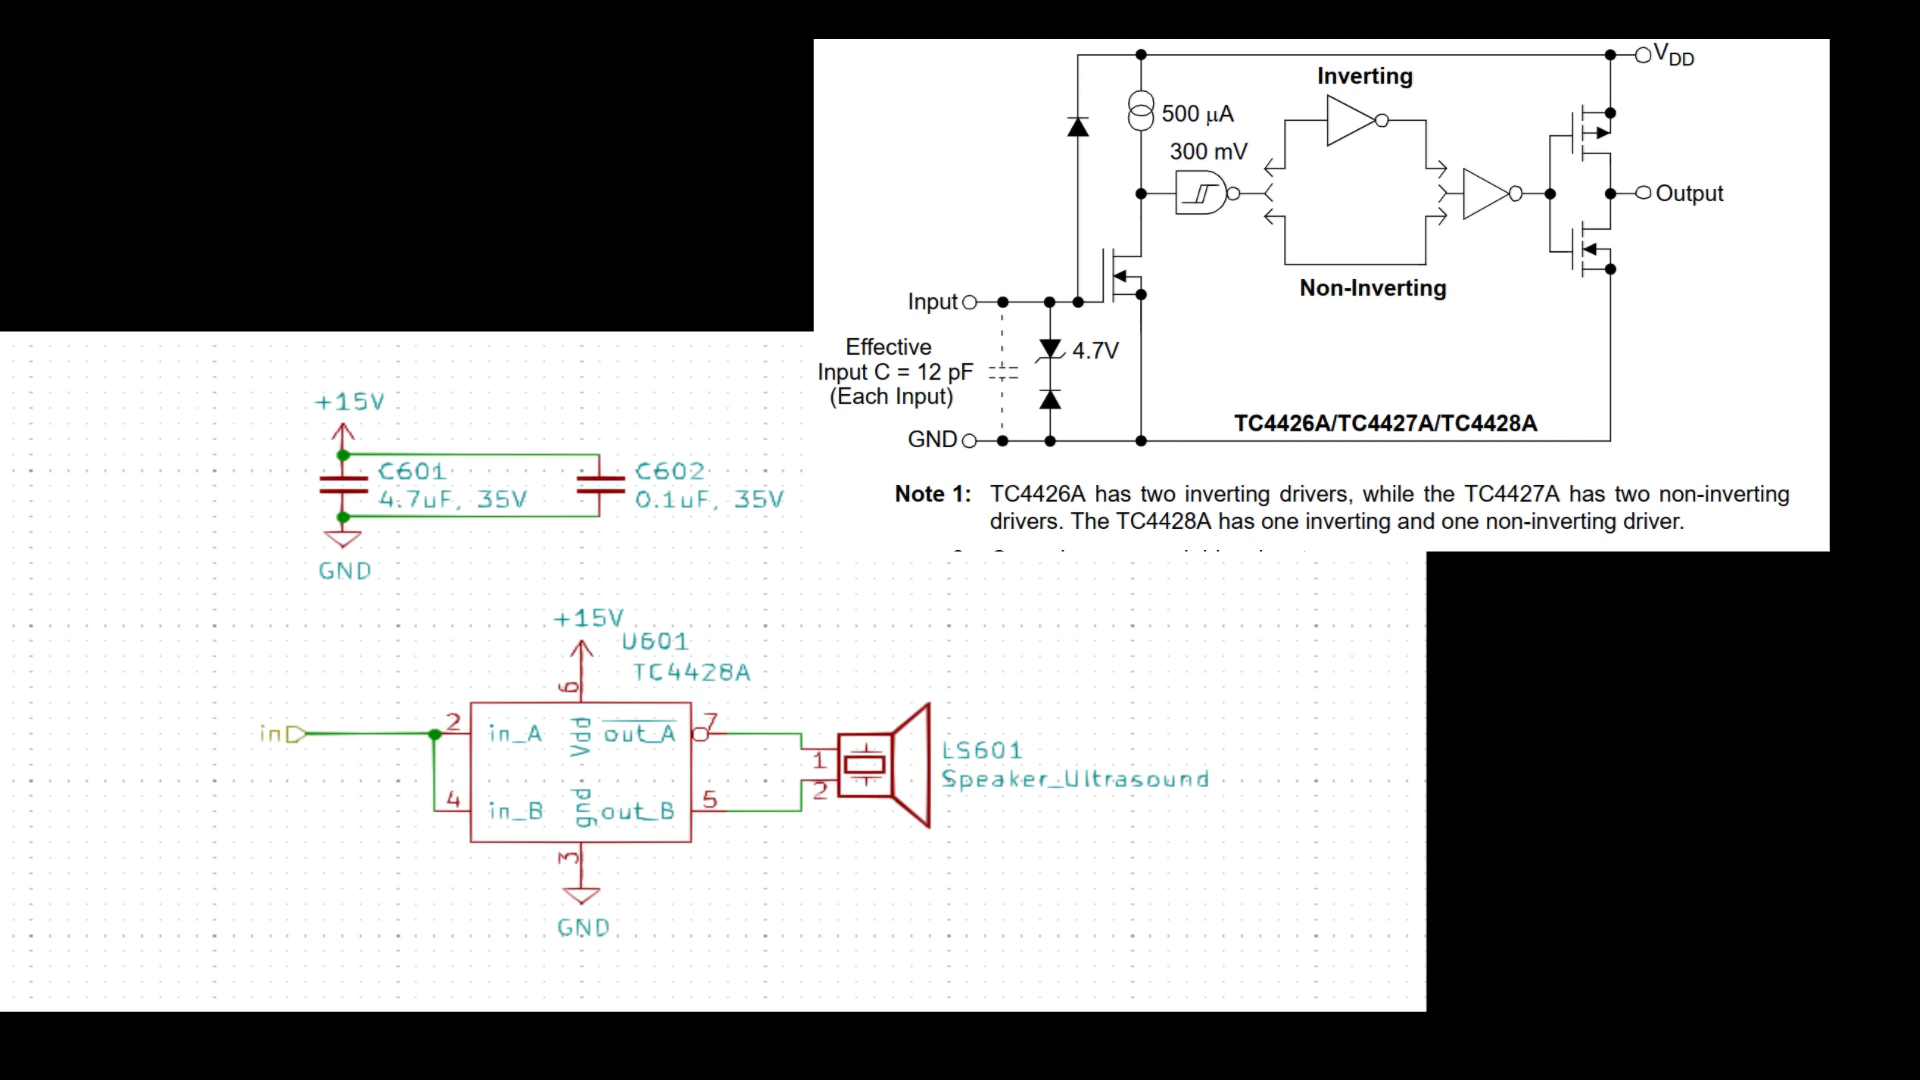 VDD
Inverting
500 µA
300 mV
Output
Non-Inverting
Input
Effective
Input C = 12 pF
(Each Input)
4.7V
TC4426A/TC4427A/TC4428A
GND
Note 1: TC4426A has two inverting drivers, while the TC4427A has two non-inverting
drivers. The TC4428A has one inverting and one non-inverting driver.
+15V
C601
4.7uF, 35V
C602
0.1uF, 35V
GND
+15V
U601
TC4428A
6
in
2
in_A
Vdd
out_A
7
1
LS601
Speaker_Ultrasound
2
4
in_B
gnd
out_B
5
3
GND